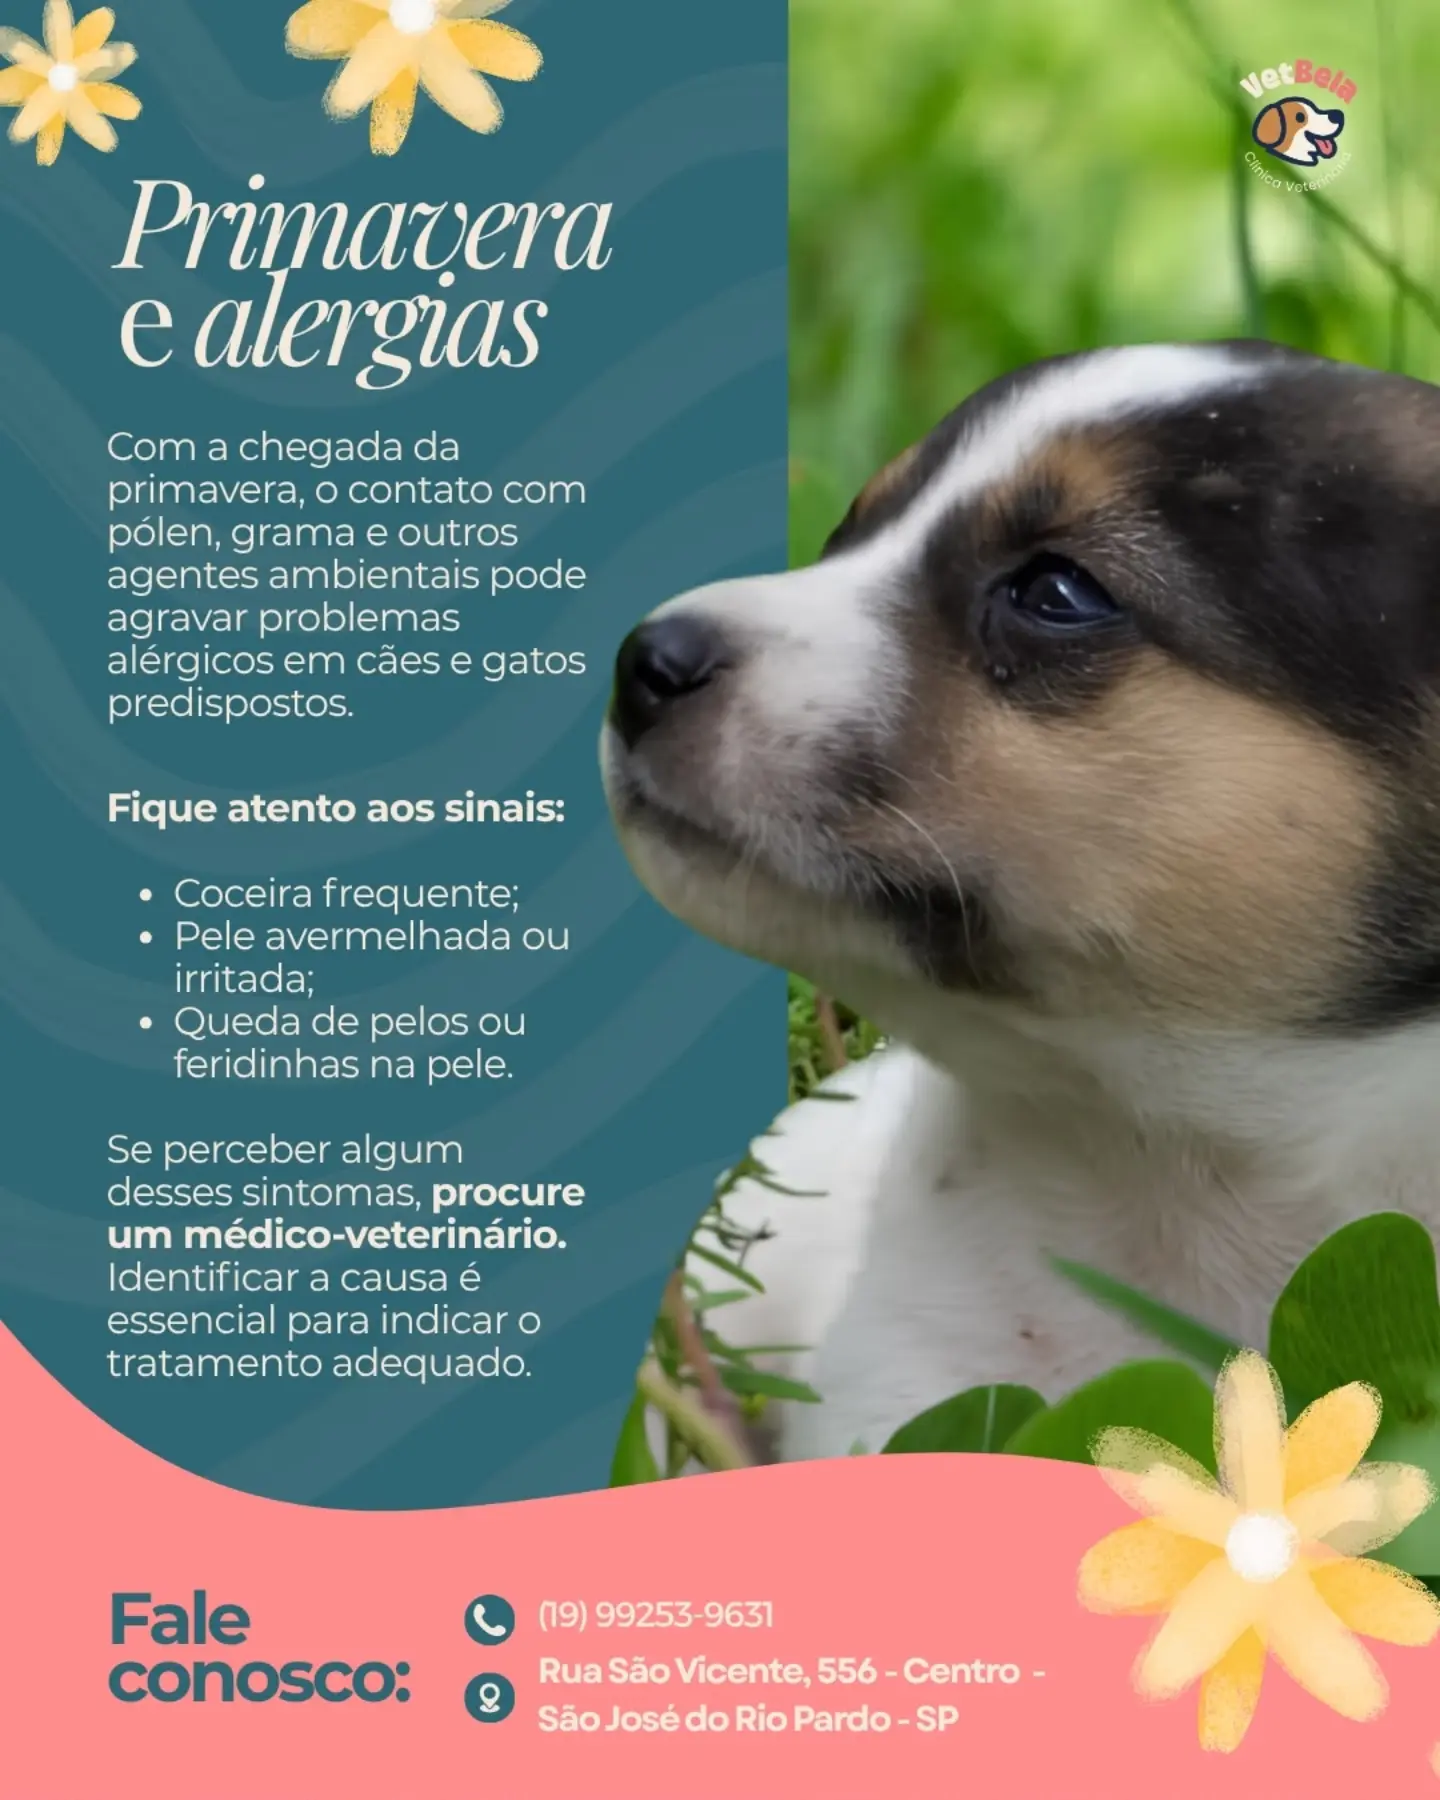 VetBela
Clínica Veterinária
Primavera
e alergias
Com a chegada da
primavera, o contato com
pólen, grama e outros
agentes ambientais pode
agravar problemas
alérgicos em cães e gatos
predispostos.
Fique atento aos sinais:
• Coceira frequente;
• Pele avermelhada ou
irritada;
• Queda de pelos ou
feridinhas na pele.
Se perceber algum
desses sintomas, procure
um médico-veterinário.
Identificar a causa é
essencial para indicar o
tratamento adequado.
Fale
conosco:
(19) 99253-9631
Rua São Vicente, 556 - Centro -
São José do Rio Pardo - SP